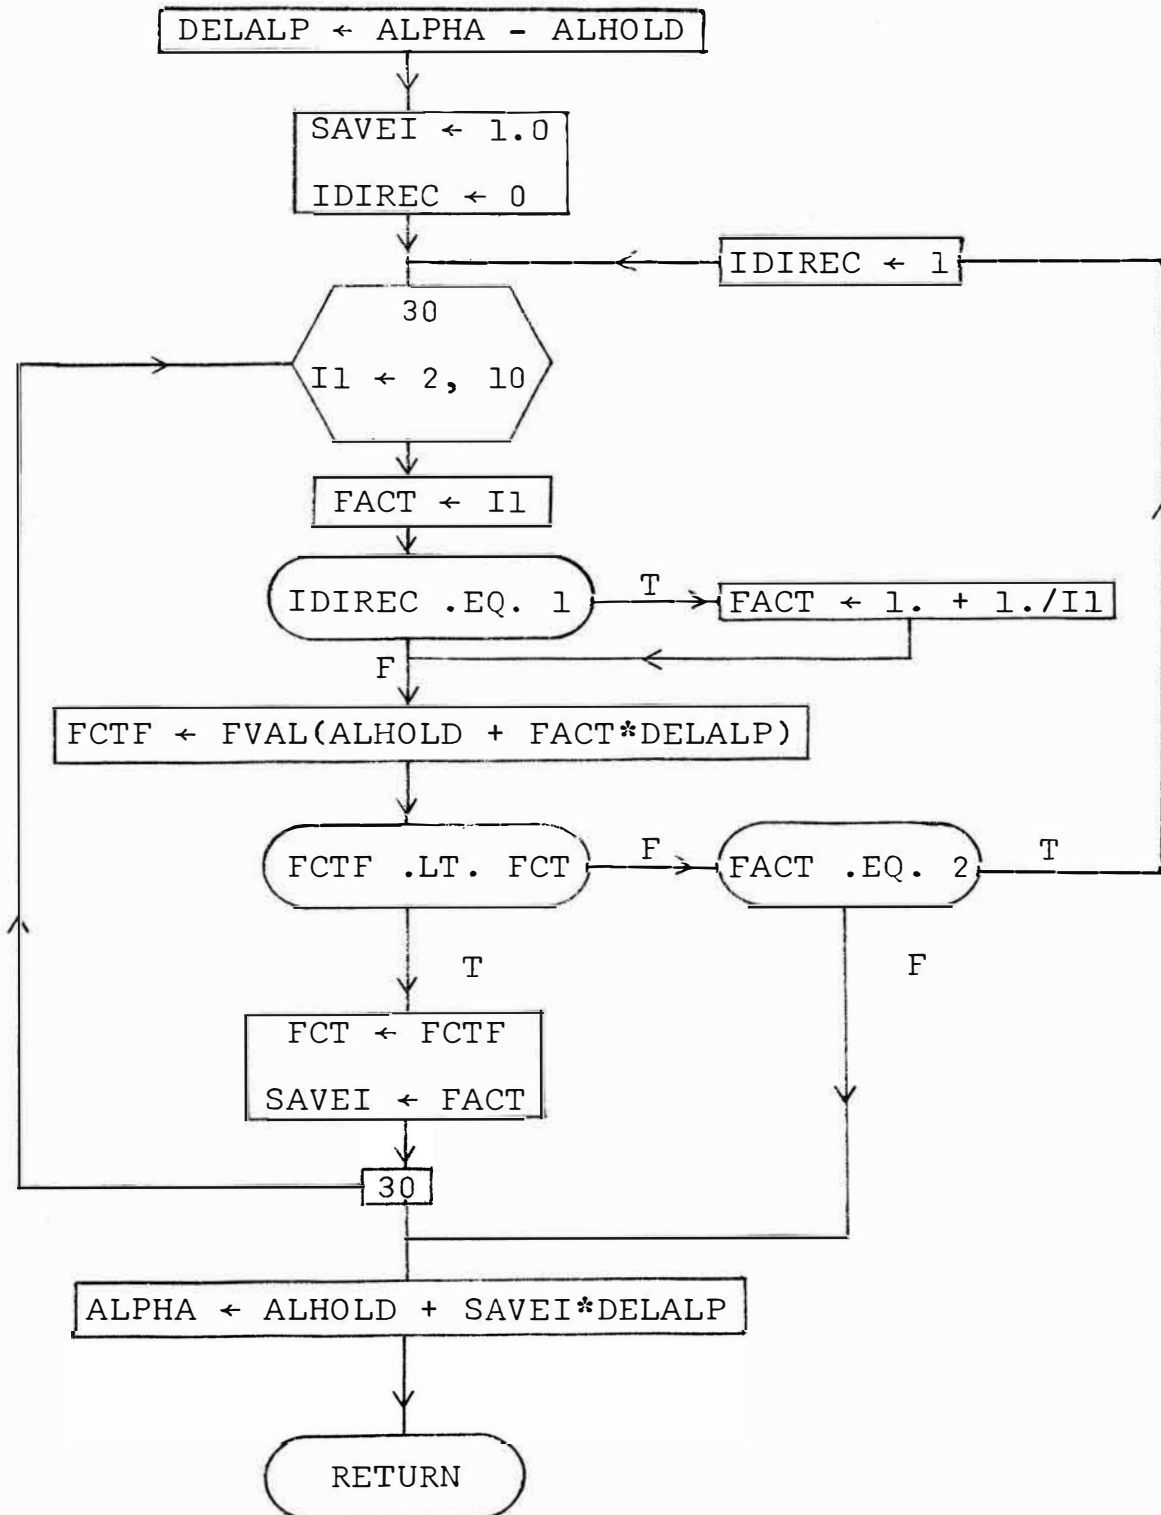 DELALP ← ALPHA - ALHOLD
SAVEI ← 1.0
IDIREC ← 0
IDIREC ← 1
30
I1 ← 2, 10
FACT ← I1
IDIREC .EQ. 1
T
FACT ← 1. + 1./I1
F
FCTF ← FVAL(ALHOLD + FACT*DELALP)
FCTF .LT. FCT
F
FACT .EQ. 2
T
T
F
FCT ← FCTF
SAVEI ← FACT
30
ALPHA ← ALHOLD + SAVEI*DELALP
RETURN